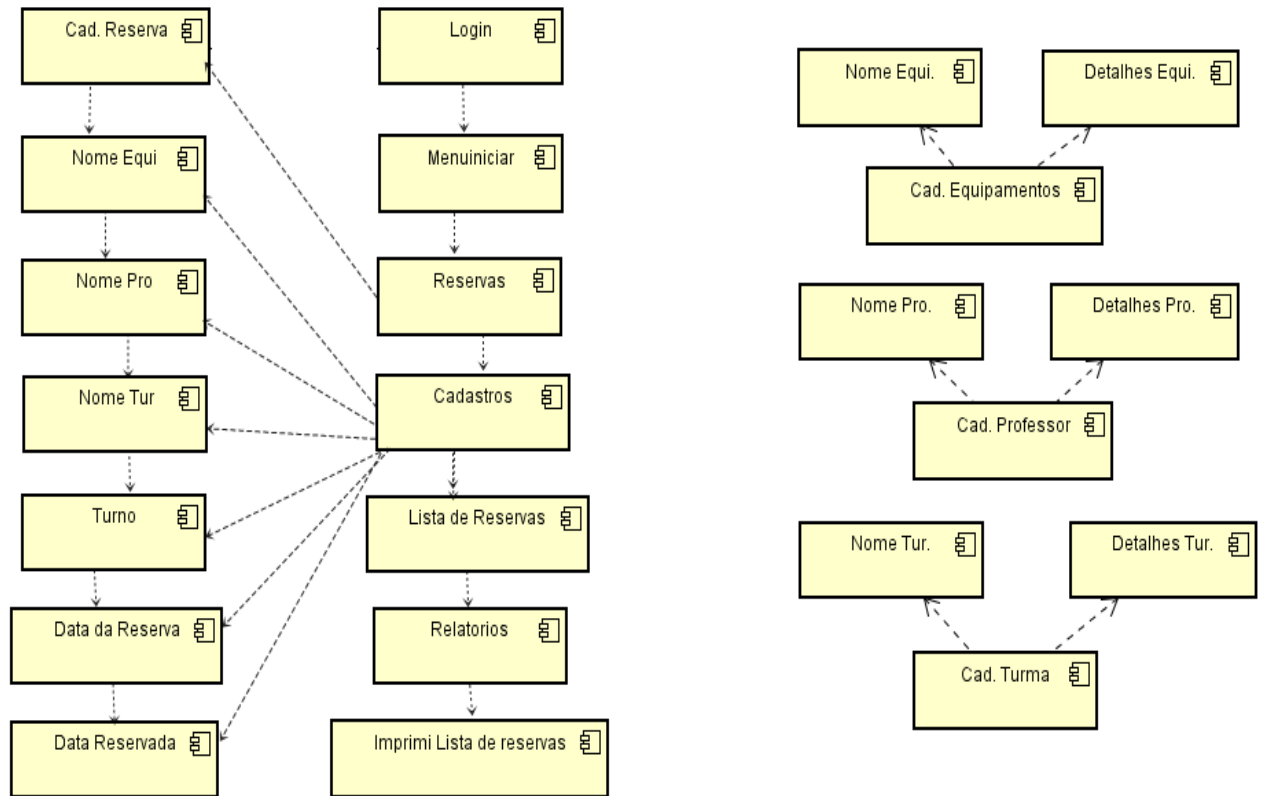 Cad. Reserva
Nome Equi
Nome Pro
Nome Tur
Turno
Data da Reserva
Data Reservada
Login
Menuiniciar
Reservas
Cadastros
Lista de Reservas
Relatorios
Imprimi Lista de reservas
Nome Equi.
Detalhes Equi.
Cad. Equipamentos
Nome Pro.
Detalhes Pro.
Cad. Professor
Nome Tur.
Detalhes Tur.
Cad. Turma